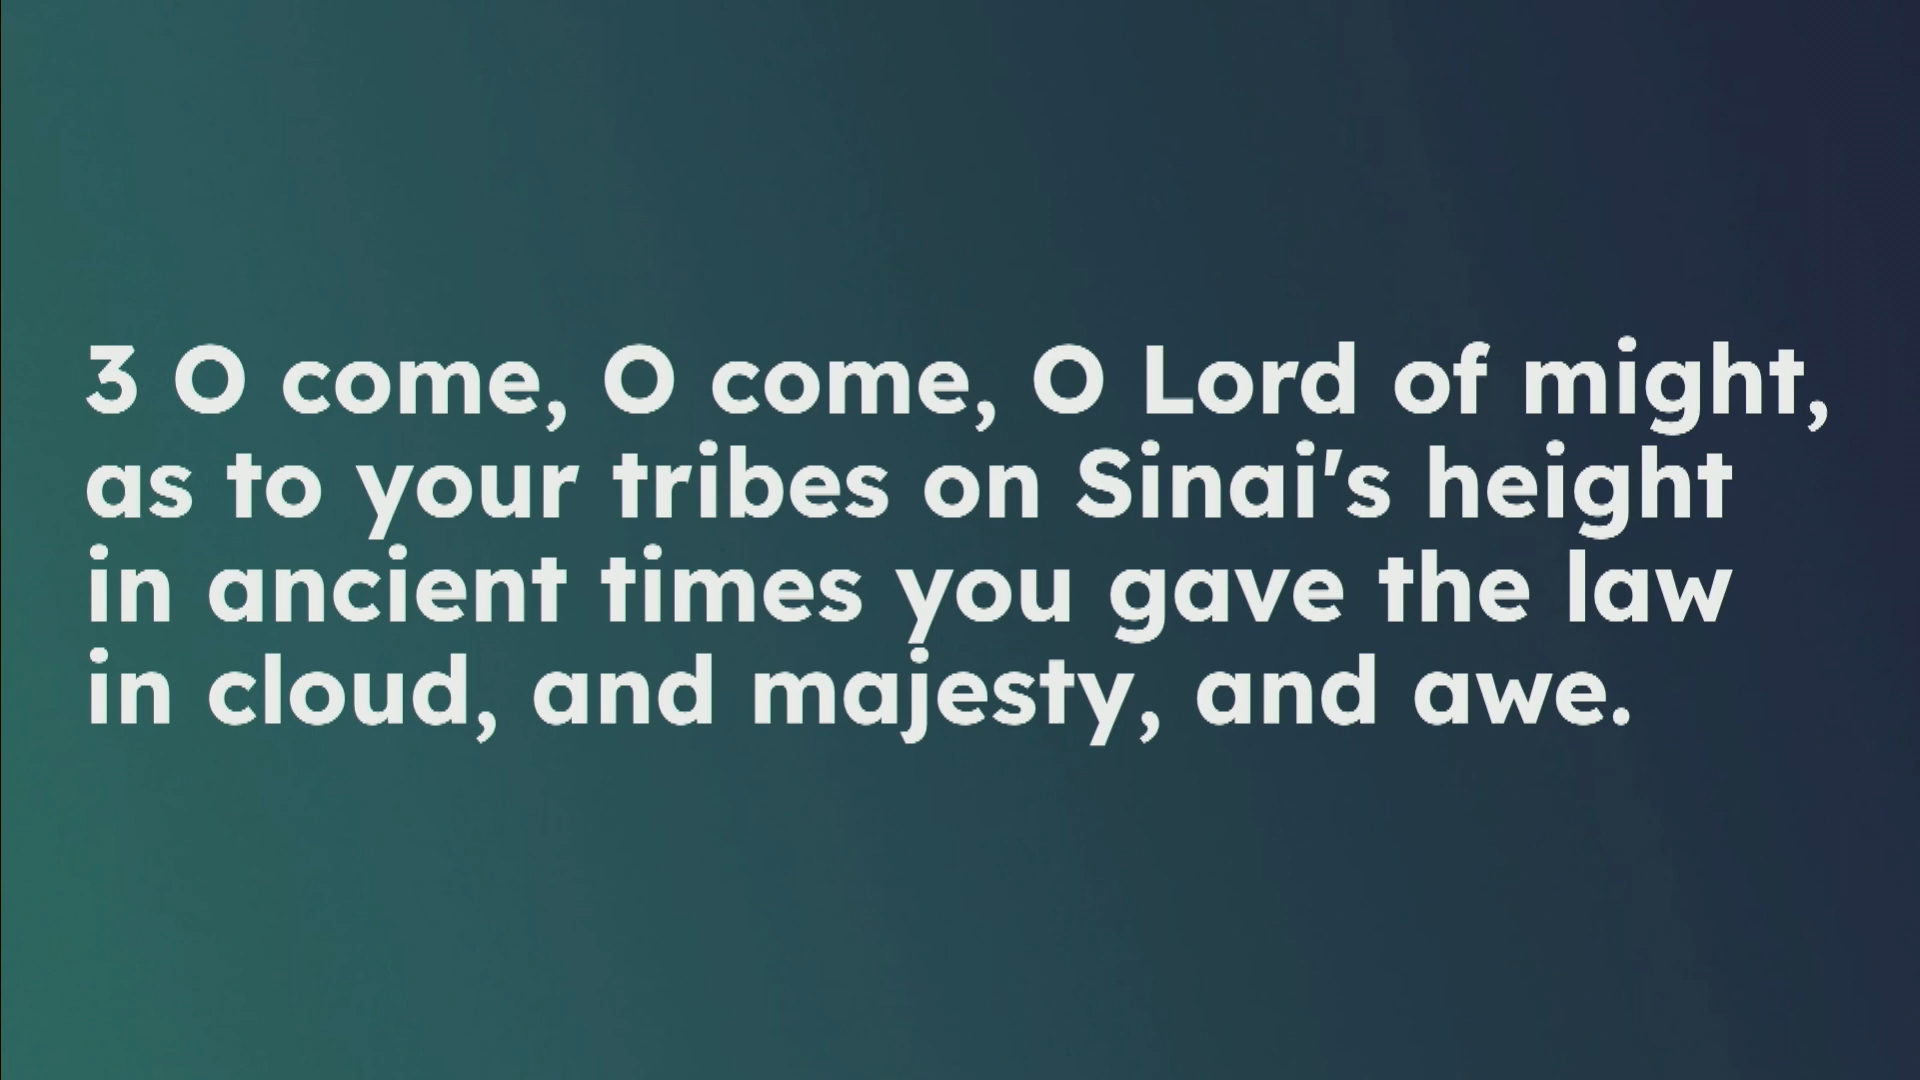 3 O come, O come, O Lord of might,
as to your tribes on Sinai's height
in ancient times you gave the law
in cloud, and majesty, and awe.